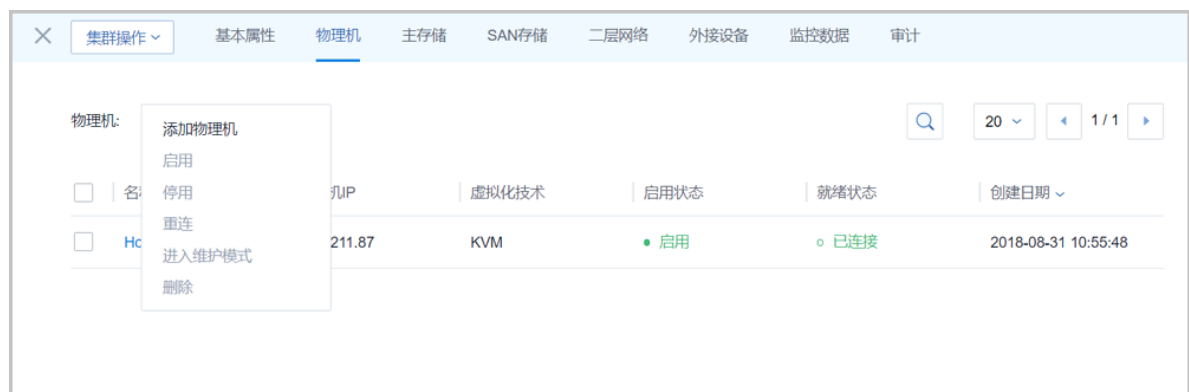 集群操作 基本属性 物理机 主存储 SAN存储 二层网络 外接设备 监控数据 审计
物理机: 20 1 / 1
添加物理机
启用
停用
重连
进入维护模式
删除
机IP 虚拟化技术 启用状态 就绪状态 创建日期
Ho 211.87 KVM 启用 已连接 2018-08-31 10:55:48